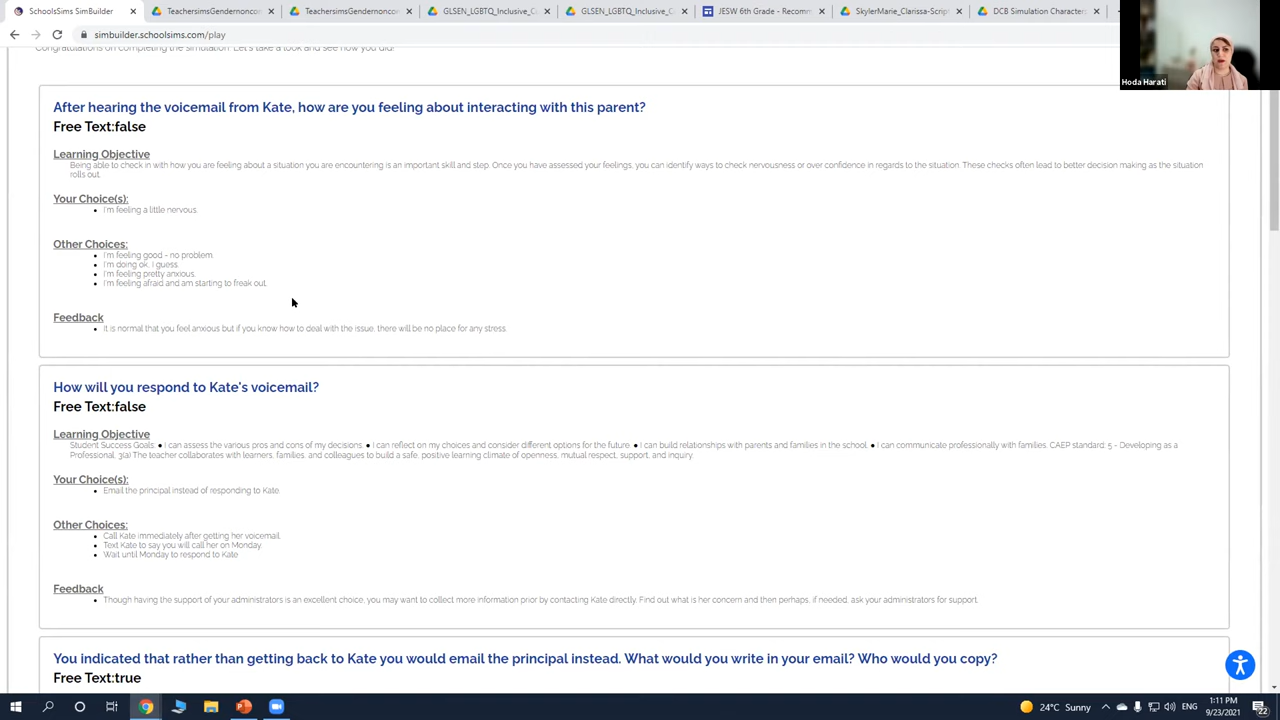 SchoolsSims SimBuilder
TeachersimsGendernoncon
TeachersimsGendernonco
GLSEN_LGBTQ_Inclusive_C
GLSEN_LGBTQ_Inclusive_C
JESW 6th Grade - Recomm
SkylerMarie_Clarissa-Script
DCB Simulation Character
simbuilder.schoolsims.com/play
Hoda Harati
Congratulations on completing the simulation. Let's take a look and see how you did!
After hearing the voicemail from Kate, how are you feeling about interacting with this parent?
Free Text:false
Learning Objective
Being able to check in with how you are feeling about a situation you are encountering is an important skill and step. Once you have assessed your feelings, you can identify ways to check nervousness or over confidence in regards to the situation. These checks often lead to better decision making as the situation
rolls out.
Your Choice(s):
• I'm feeling a little nervous.
Other Choices:
• I'm feeling good - no problem.
• I'm doing ok, I guess.
• I'm feeling pretty anxious.
• I'm feeling afraid and am starting to freak out.
Feedback
• It is normal that you feel anxious but if you know how to deal with the issue, there will be no place for any stress.
How will you respond to Kate's voicemail?
Free Text:false
Learning Objective
Student Success Goals: ● I can assess the various pros and cons of my decisions. ● I can reflect on my choices and consider different options for the future. ● I can build relationships with parents and families in the school. ● I can communicate professionally with families. CAEP standard: 5 - Developing as a
Professional. 3(a) The teacher collaborates with learners, families, and colleagues to build a safe, positive learning climate of openness, mutual respect, support, and inquiry.
Your Choice(s):
• Email the principal instead of responding to Kate.
Other Choices:
• Call Kate immediately after getting her voicemail.
• Text Kate to say you will call her on Monday.
• Wait until Monday to respond to Kate
Feedback
• Though having the support of your administrators is an excellent choice, you may want to collect more information prior by contacting Kate directly. Find out what is her concern and then perhaps, if needed, ask your administrators for support.
You indicated that rather than getting back to Kate you would email the principal instead. What would you write in your email? Who would you copy?
Free Text:true
24°C Sunny
ENG
1:11 PM
9/23/2021
22